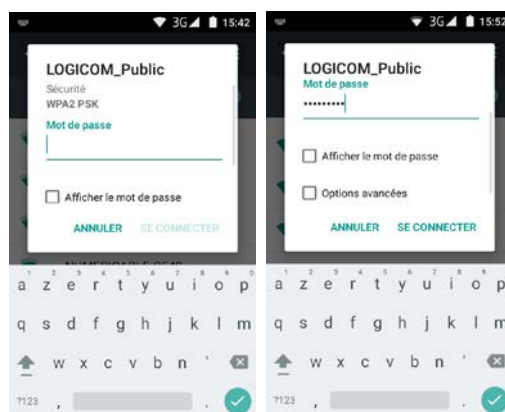 3G 15:42
LOGICOM_Public
Sécurité
WPA2 PSK
Mot de passe
Afficher le mot de passe
ANNULER SE CONNECTER
a z e r t y u i o p
q s d f g h j k l m
w x c v b n '
?123 , .
3G 15:52
LOGICOM_Public
Mot de passe
•••••••••
Afficher le mot de passe
Options avancées
ANNULER SE CONNECTER
a z e r t y u i o p
q s d f g h j k l m
w x c v b n '
?123 , .